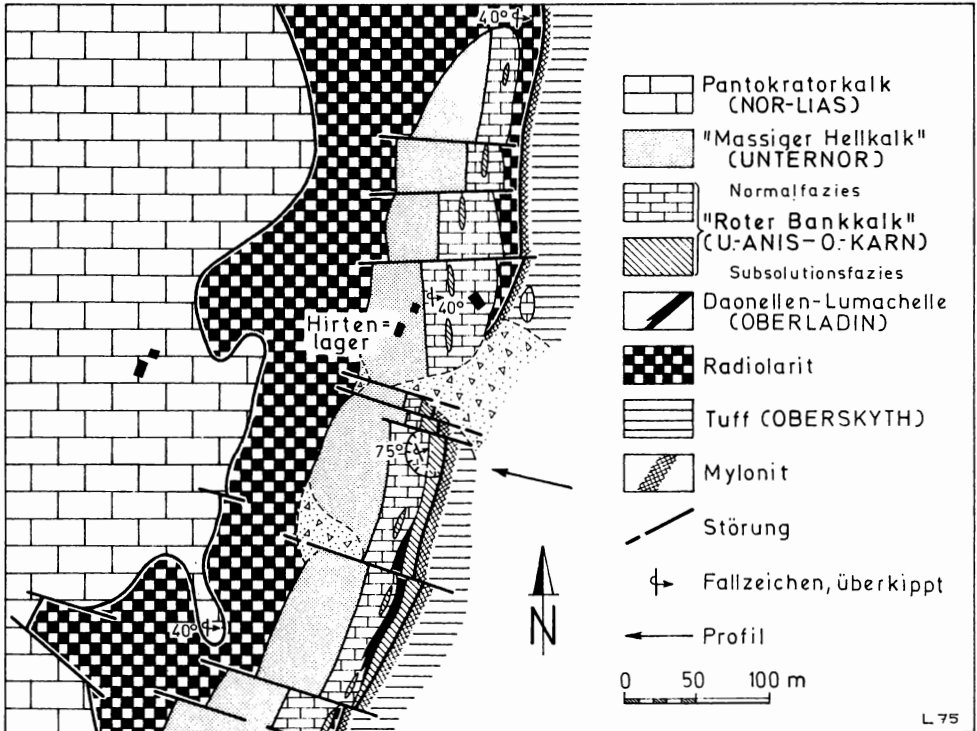 40°
Hirten=
lager
40°
75°
40°
N
Pantokratorkalk
(NOR-LIAS)
"Massiger Hellkalk"
(UNTERNOR)
Normalfazies
"Roter Bankkalk"
(U.-ANIS-O.-KARN)
Subsolutionsfazies
Daonellen-Lumachelle
(OBERLADIN)
Radiolarit
Tuff (OBERSKYTH)
Mylonit
Störung
Fallzeichen, überkippt
Profil
0 50 100 m
L.75